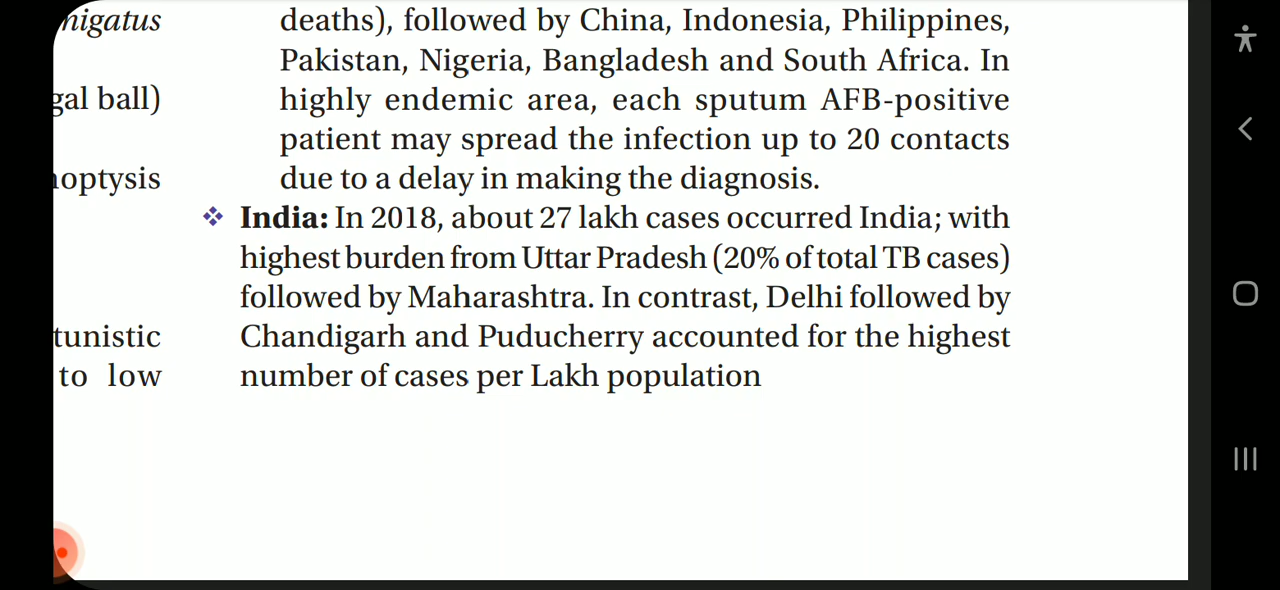 nigatus
gal ball)
noptysis
tunistic
to low
deaths), followed by China, Indonesia, Philippines,
Pakistan, Nigeria, Bangladesh and South Africa. In
highly endemic area, each sputum AFB-positive
patient may spread the infection up to 20 contacts
due to a delay in making the diagnosis.
❖ India: In 2018, about 27 lakh cases occurred India; with
highest burden from Uttar Pradesh (20% of total TB cases)
followed by Maharashtra. In contrast, Delhi followed by
Chandigarh and Puducherry accounted for the highest
number of cases per Lakh population